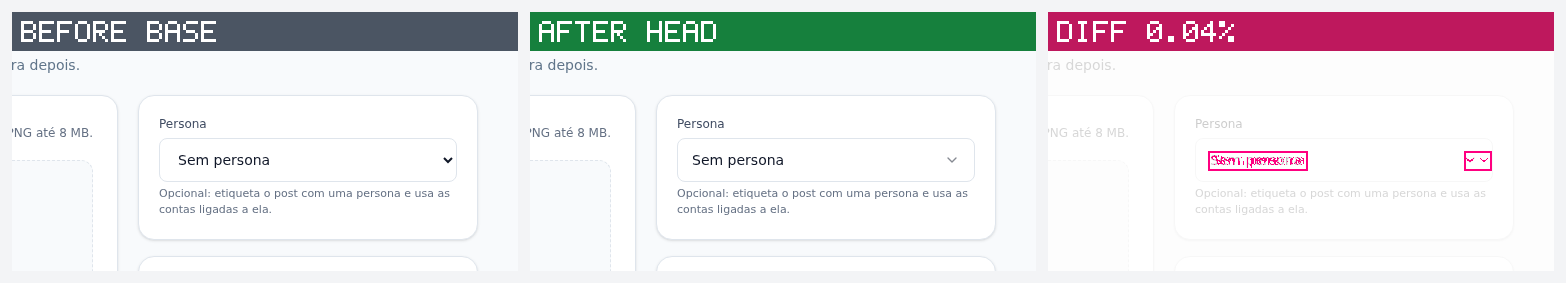 BEFORE BASE
ra depois.
PNG até 8 MB.
Persona
Sem persona
Opcional: etiqueta o post com uma persona e usa as
contas ligadas a ela.
AFTER HEAD
ra depois.
PNG até 8 MB.
Persona
Sem persona
Opcional: etiqueta o post com uma persona e usa as
contas ligadas a ela.
DIFF 0.04%
ra depois.
PNG até 8 MB.
Persona
Opcional: etiqueta o post com uma persona e usa as
contas ligadas a ela.